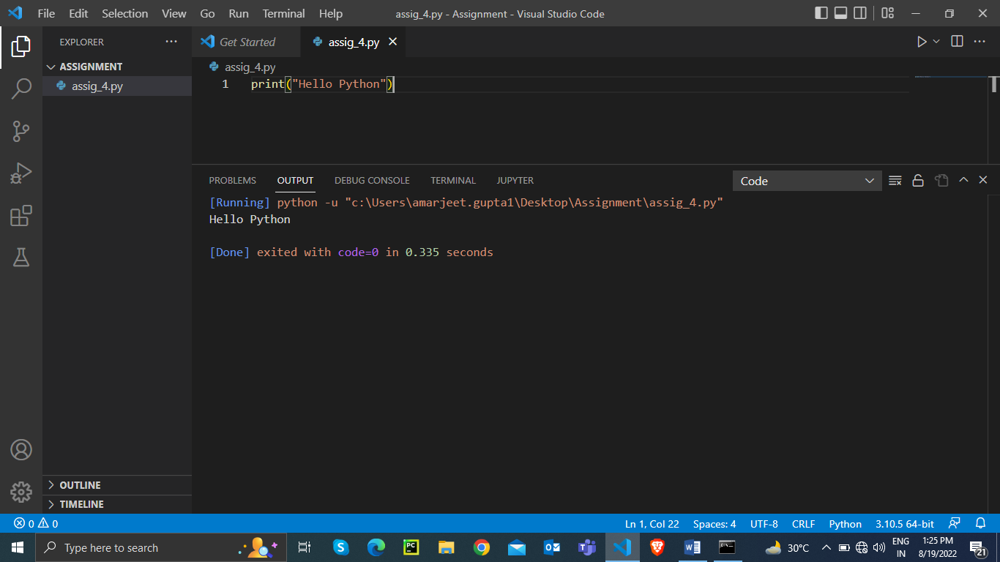 File Edit Selection View Go Run Terminal Help
assig_4.py - Assignment - Visual Studio Code
EXPLORER
Get Started
assig_4.py
ASSIGNMENT
assig_4.py
assig_4.py
1 print("Hello Python")
PROBLEMS OUTPUT DEBUG CONSOLE TERMINAL JUPYTER
Code
[Running] python -u "c:\Users\amarjeet.gupta1\Desktop\Assignment\assig_4.py"
Hello Python
[Done] exited with code=0 in 0.335 seconds
OUTLINE
TIMELINE
0 0
Ln 1, Col 22 Spaces: 4 UTF-8 CRLF Python 3.10.5 64-bit
Type here to search
PC
30°C
ENG
IN
1:25 PM
8/19/2022
21